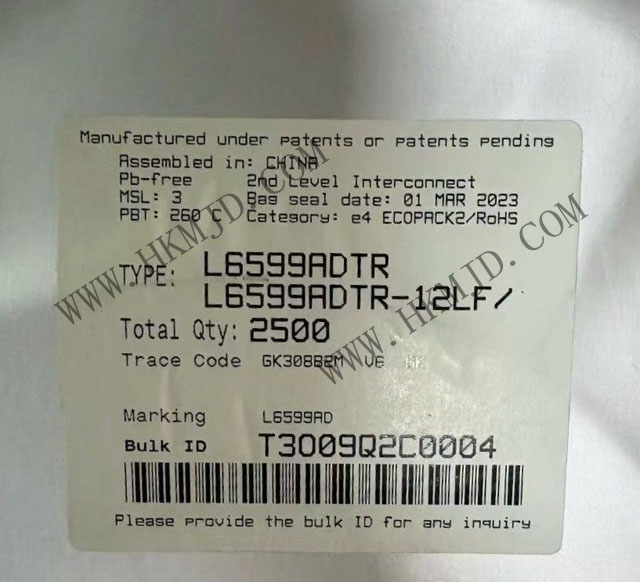 Manufactured under patents or patents pending
Assembled in: CHINA
Pb-free 2nd Level Interconnect
MSL: 3 Bag seal date: 01 MAR 2023
PBT: 260 C Category: e4 ECOPACK2/RoHS
TYPE: L6599ADTR
L6599ADTR-12LF/
Total Qty: 2500
Trace Code GK30882M VE
Marking L6599AD
Bulk ID T3009Q2C0004
Please provide the bulk ID for any inquiry
WWW.HKMJD.COM
WWW.HKMJD.COM